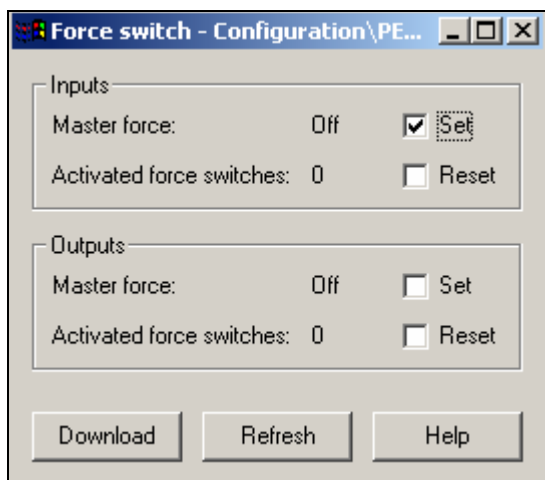 Force switch - Configuration\PE...
Inputs
Master force: Off Set
Activated force switches: 0 Reset
Outputs
Master force: Off Set
Activated force switches: 0 Reset
Download Refresh Help